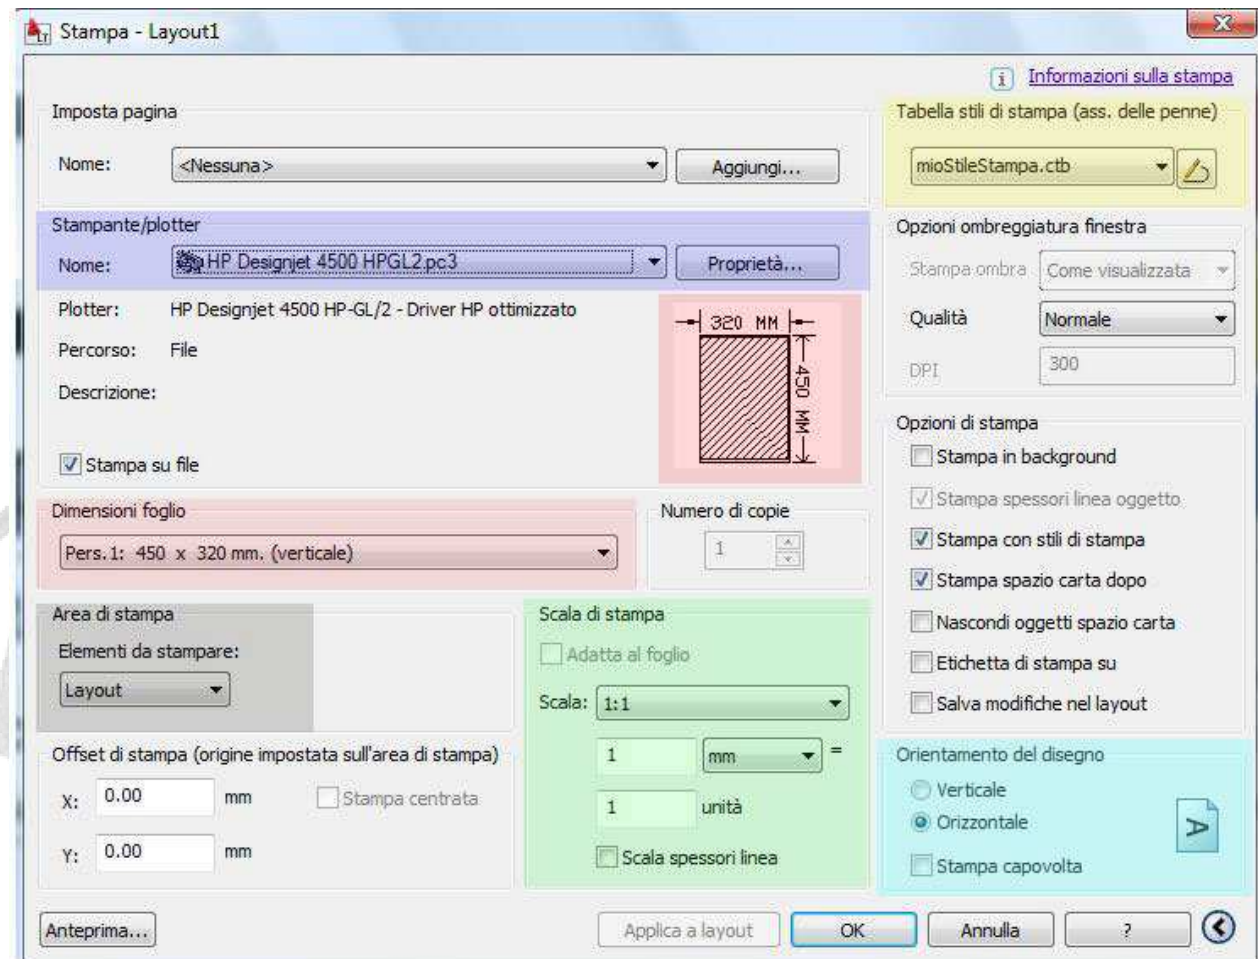 Stampa - Layout1
Informazioni sulla stampa
Imposta pagina
Nome: <Nessuna> Aggiungi...
Tabella stili di stampa (ass. delle penne)
mioStileStampa.ctb
Stampante/plotter
Nome: HP Designjet 4500 HPGL2.pc3 Proprietà...
Plotter: HP Designjet 4500 HP-GL/2 - Driver HP ottimizzato
Percorso: File
Descrizione:
Stampa su file
320 MM
450 MM
Opzioni ombreggiatura finestra
Stampa ombra Come visualizzata
Qualità Normale
DPI 300
Dimensioni foglio
Pers.1: 450 x 320 mm. (verticale)
Numero di copie
1
Opzioni di stampa
Stampa in background
Stampa spessori linea oggetto
Stampa con stili di stampa
Stampa spazio carta dopo
Nascondi oggetti spazio carta
Etichetta di stampa su
Salva modifiche nel layout
Area di stampa
Elementi da stampare:
Layout
Scala di stampa
Adatta al foglio
Scala: 1:1
1 mm =
1 unità
Scala spessori linea
Offset di stampa (origine impostata sull'area di stampa)
X: 0.00 mm Stampa centrata
Y: 0.00 mm
Orientamento del disegno
Verticale
Orizzontale
Stampa capovolta
A
Anteprima... Applica a layout OK Annulla ?